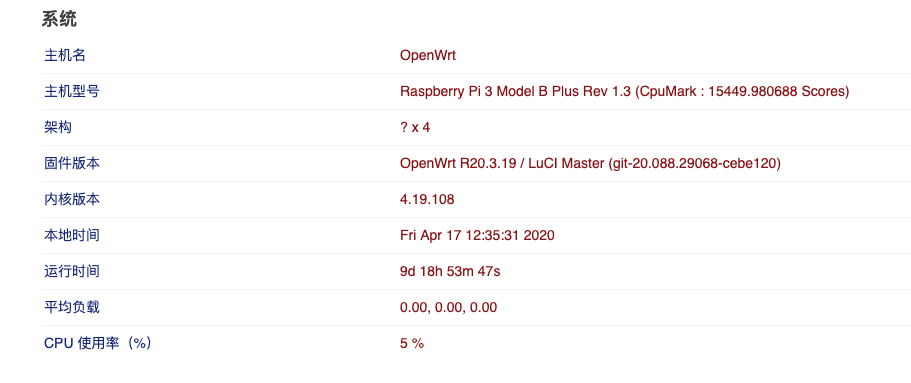 系统
主机名 OpenWrt
主机型号 Raspberry Pi 3 Model B Plus Rev 1.3 (CpuMark : 15449.980688 Scores)
架构 ? x 4
固件版本 OpenWrt R20.3.19 / LuCI Master (git-20.088.29068-cebe120)
内核版本 4.19.108
本地时间 Fri Apr 17 12:35:31 2020
运行时间 9d 18h 53m 47s
平均负载 0.00, 0.00, 0.00
CPU 使用率（%） 5 %